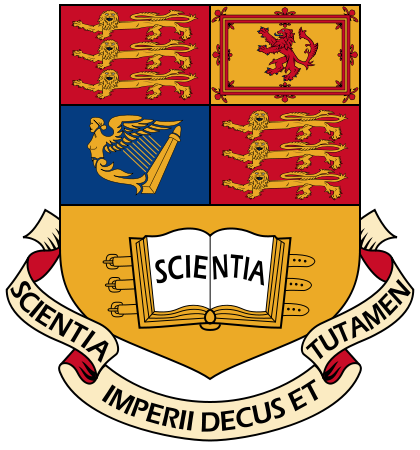 SCIENTIA
SCIENTIA
IMPERII DECUS ET
TUTAMEN